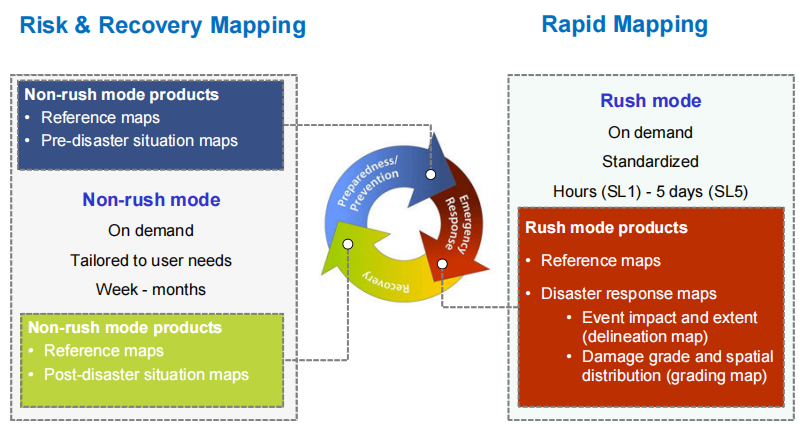 Risk & Recovery Mapping
Non-rush mode products
• Reference maps
• Pre-disaster situation maps
Non-rush mode
On demand
Tailored to user needs
Week - months
Non-rush mode products
• Reference maps
• Post-disaster situation maps
Preparedness/
Prevention
Emergency
Response
Recovery
Rapid Mapping
Rush mode
On demand
Standardized
Hours (SL1) - 5 days (SL5)
Rush mode products
• Reference maps
• Disaster response maps
• Event impact and extent
(delineation map)
• Damage grade and spatial
distribution (grading map)